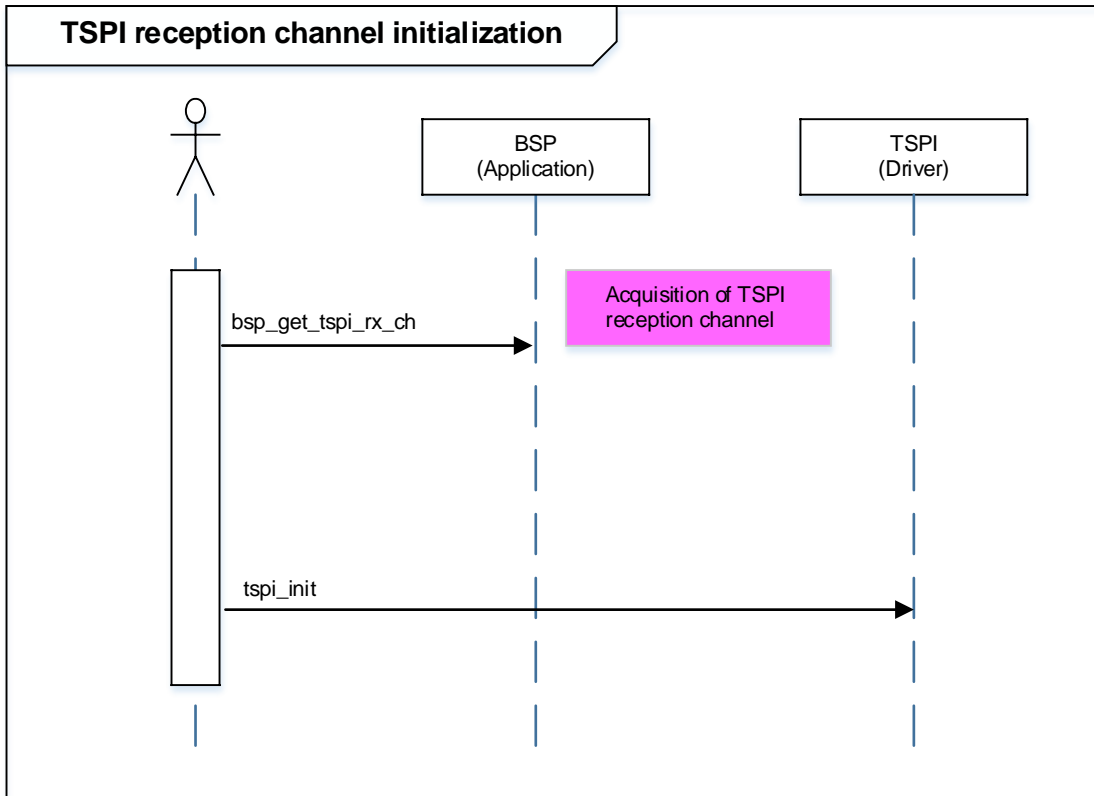 TSPI reception channel initialization
BSP
(Application)
TSPI
(Driver)
Acquisition of TSPI
reception channel
bsp_get_tspi_rx_ch
tspi_init